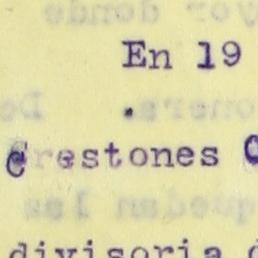 En 19
crestones C
divisoria d